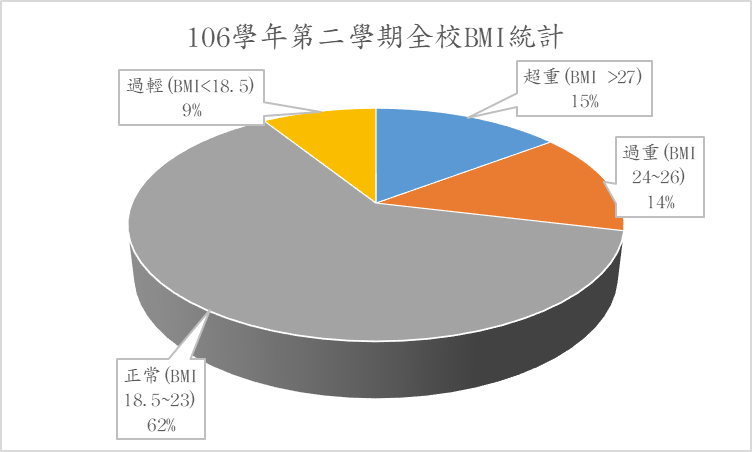 106學年第二學期全校BMI統計
過輕(BMI<18.5)
9%
超重(BMI >27)
15%
過重(BMI
24~26)
14%
正常(BMI
18.5~23)
62%